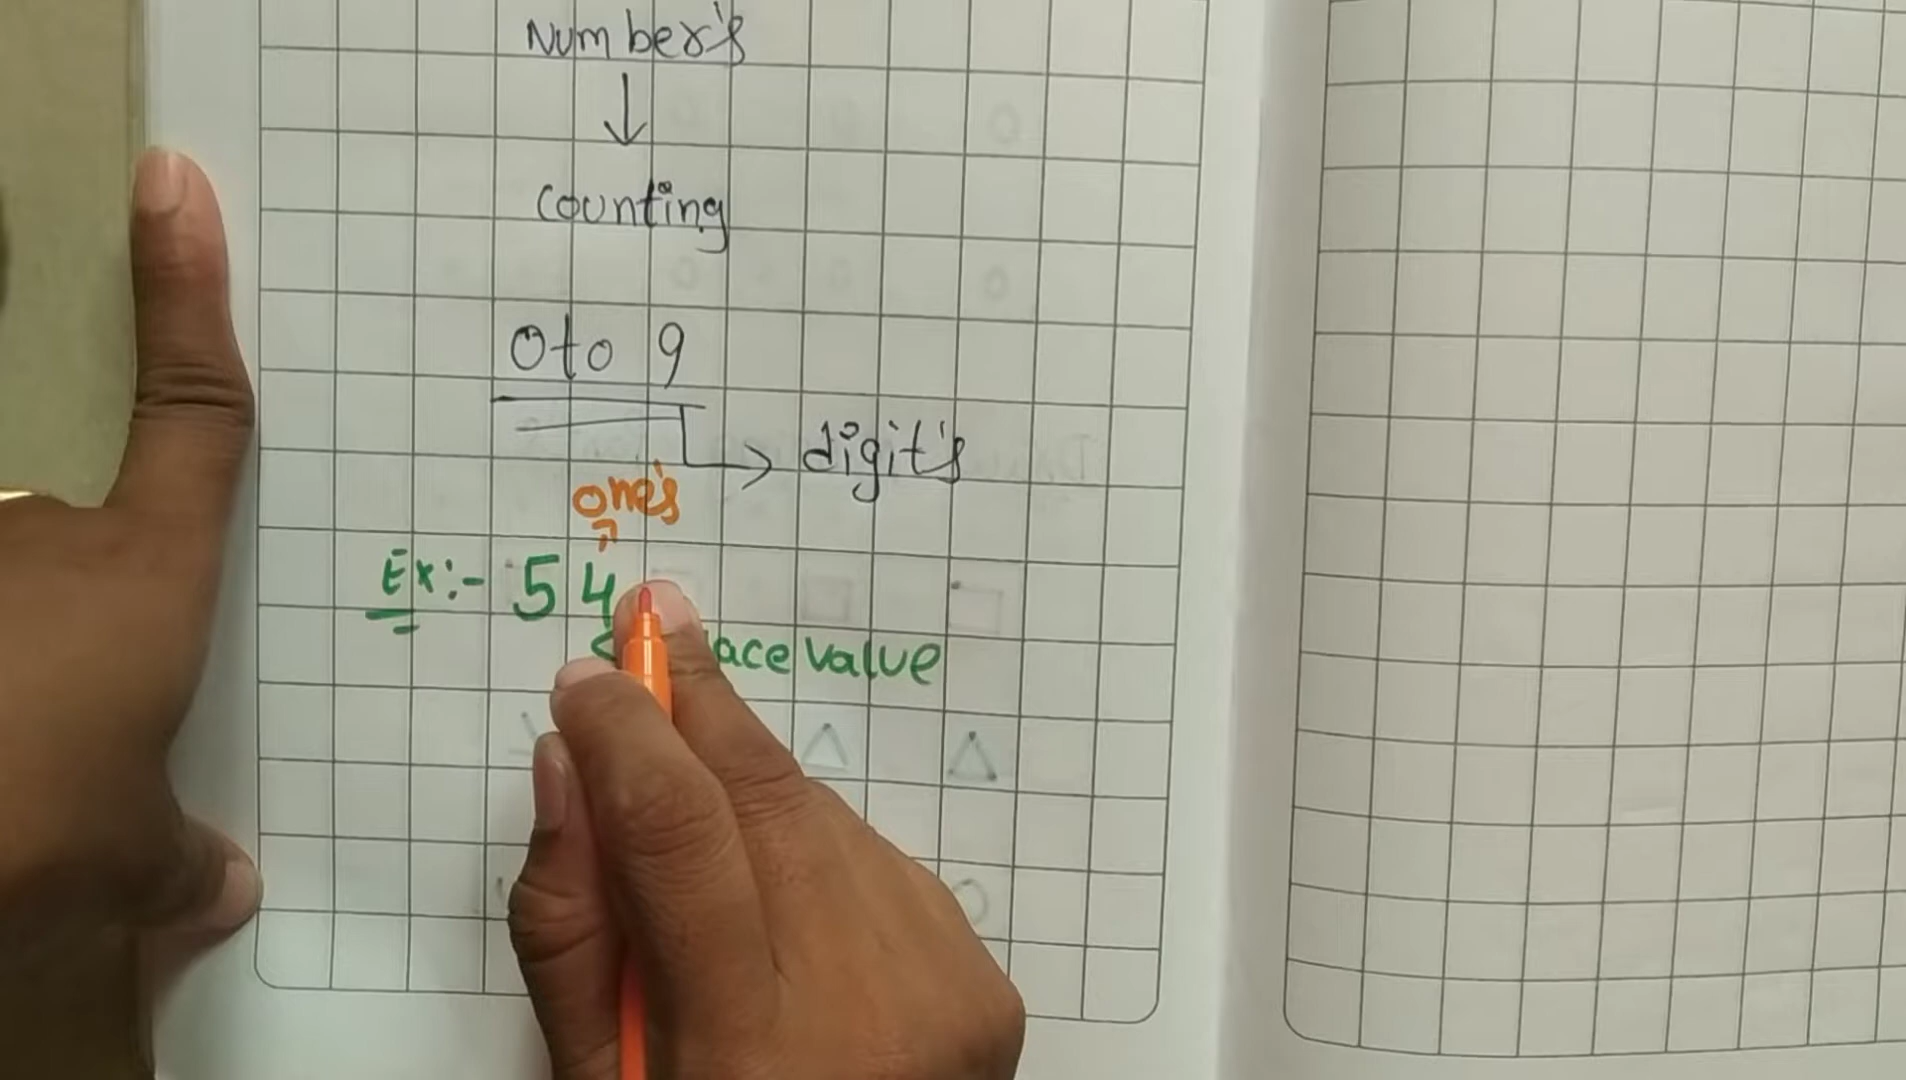 Number's
counting
0 to 9
digit's
one's
Ex:- 54
value